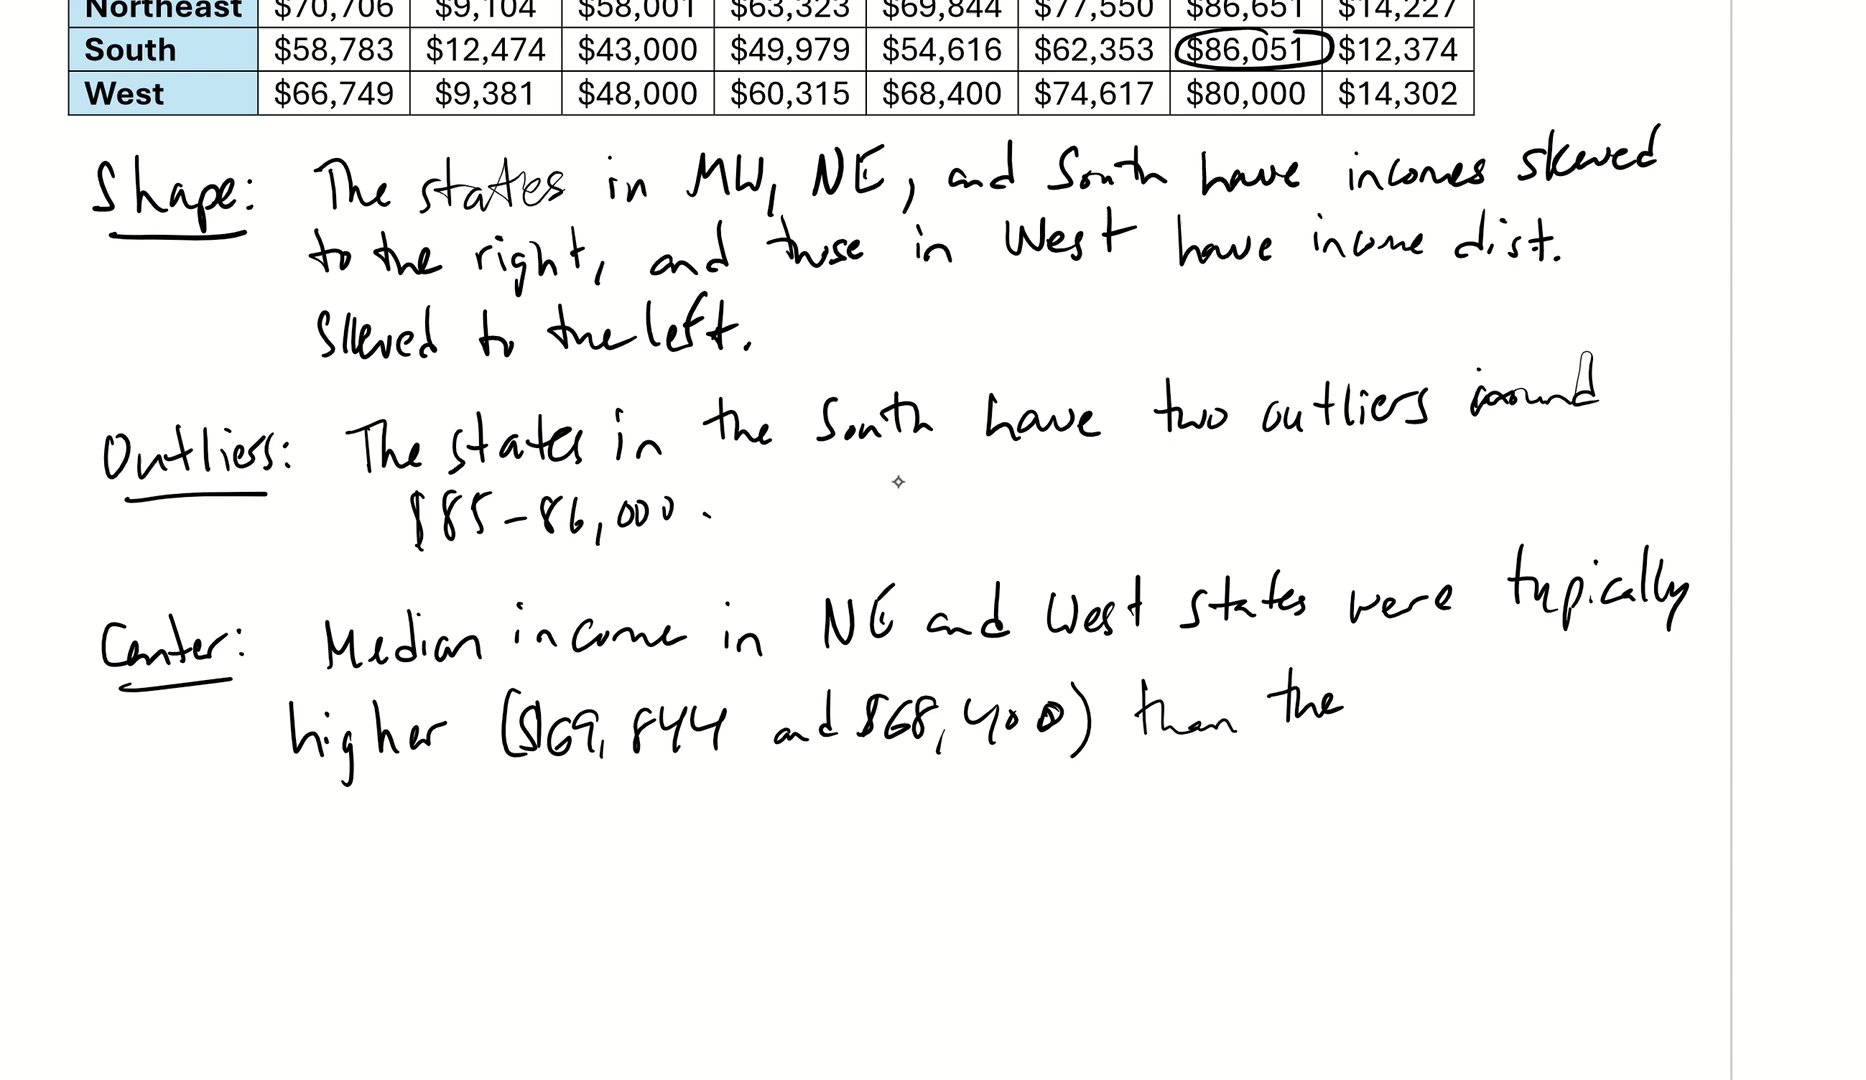 Northeast $70,706 $9,104 $58,001 $63,323 $69,844 $77,550 $86,651 $14,227
South $58,783 $12,474 $43,000 $49,979 $54,616 $62,353 $86,051 $12,374
West $66,749 $9,381 $48,000 $60,315 $68,400 $74,617 $80,000 $14,302
Shape: The states in MW, NE, and South have incomes skewed
to the right, and those in West have income dist.
skewed to the left.
Outliers: The states in the South have two outliers around
$85-86,000.
Center: Median income in NE and West states were typically
higher ($69,844 and $68,400) than the